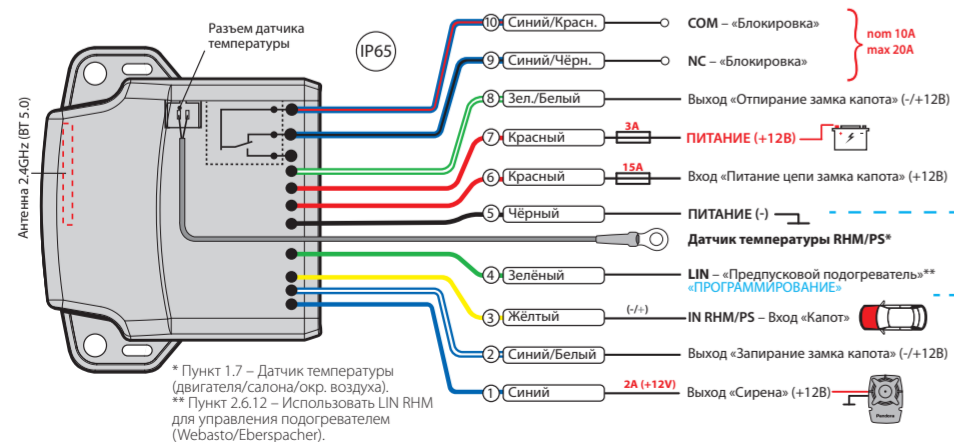 Разъем датчика
температуры
IP65
Антенна 2.4GHz (BT 5.0)
10 Синий/Красн. COM – «Блокировка»
nom 10A
max 20A
9 Синий/Чёрн. NC – «Блокировка»
8 Зел./Белый Выход «Отпирание замка капота» (-/+12В)
7 Красный 3A ПИТАНИЕ (+12В)
6 Красный 15A Вход «Питание цепи замка капота» (+12В)
5 Чёрный ПИТАНИЕ (-)
Датчик температуры RHM/PS*
4 Зелёный LIN – «Предпусковой подогреватель»**
«ПРОГРАММИРОВАНИЕ»
3 Жёлтый (-/+) IN RHM/PS – Вход «Капот»
2 Синий/Белый Выход «Запирание замка капота» (-/+12В)
1 Синий 2A (+12V) Выход «Сирена» (+12В)
Pandora
* Пункт 1.7 – Датчик температуры
(двигателя/салона/окр. воздуха).
** Пункт 2.6.12 – Использовать LIN RHM
для управления подогревателем
(Webasto/Eberspacher).